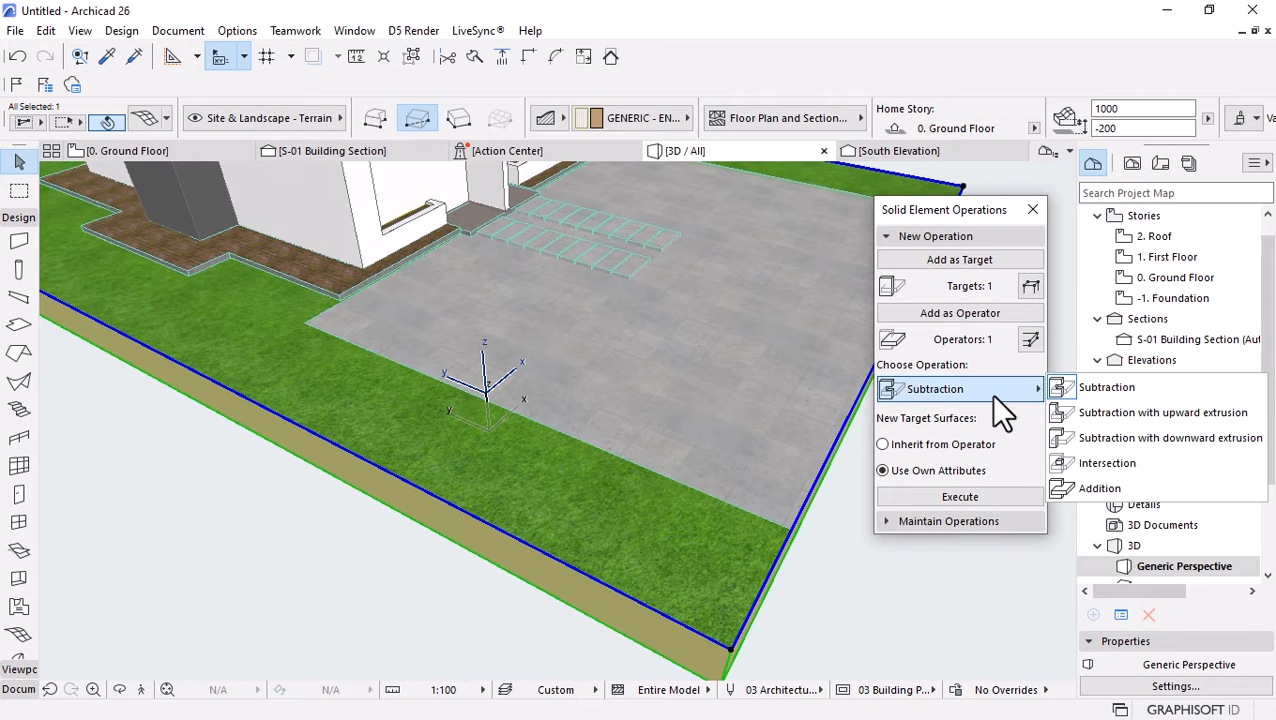 Untitled - Archicad 26
File Edit View Design Document Options Teamwork Window D5 Render LiveSync® Help
All Selected: 1
Site & Landscape - Terrain
GENERIC - EN...
Floor Plan and Section...
Home Story:
0. Ground Floor
1000
-200
[0. Ground Floor]
[S-01 Building Section]
[Action Center]
[3D / All]
[South Elevation]
Design
Solid Element Operations
New Operation
Add as Target
Targets: 1
Add as Operator
Operators: 1
Choose Operation:
Subtraction
New Target Surfaces:
Inherit from Operator
Use Own Attributes
Execute
Maintain Operations
Subtraction
Subtraction with upward extrusion
Subtraction with downward extrusion
Intersection
Addition
Search Project Map
Stories
2. Roof
1. First Floor
0. Ground Floor
-1. Foundation
Sections
S-01 Building Section (Aut
Elevations
Details
3D Documents
3D
Generic Perspective
Properties
Generic Perspective
Settings...
z
x
y
z
x
y
Viewpc
Docum
N/A
N/A
1:100
Custom
Entire Model
03 Architectu...
03 Building P...
No Overrides
GRAPHISOFT ID